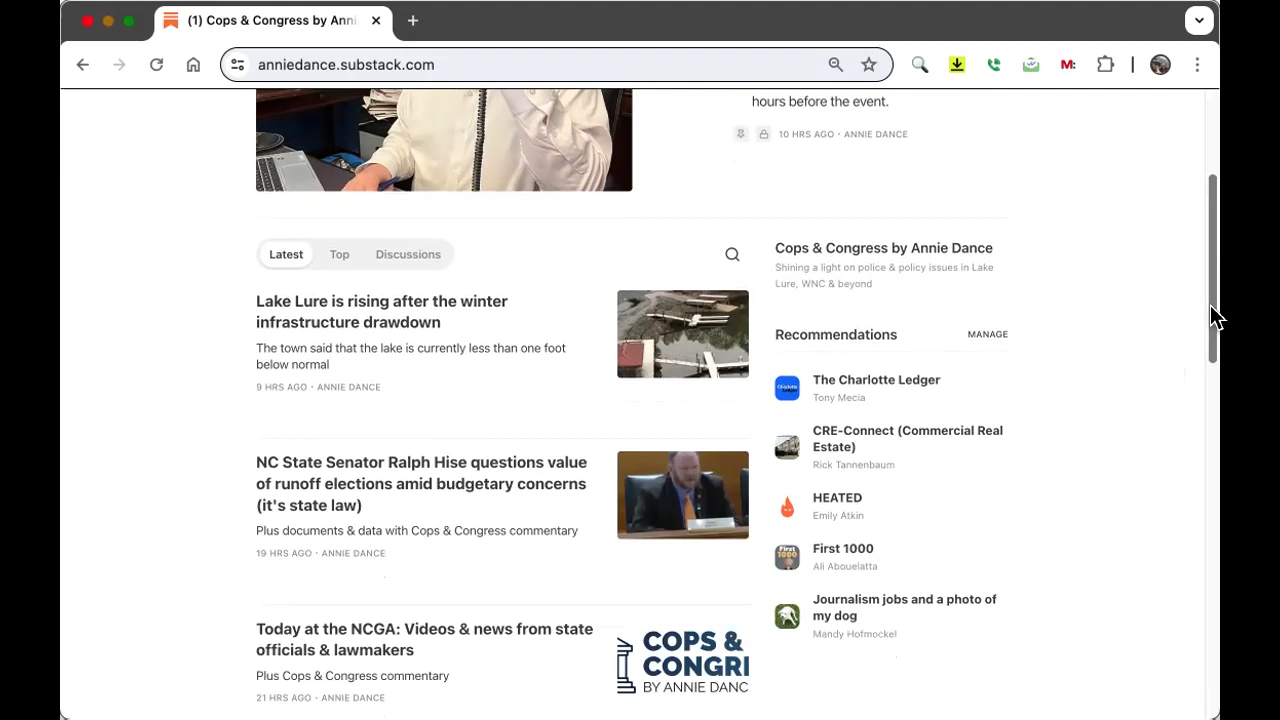 (1) Cops & Congress by Anni
anniedance.substack.com
M:
hours before the event.
10 HRS AGO · ANNIE DANCE
Latest
Top
Discussions
Lake Lure is rising after the winter
infrastructure drawdown
The town said that the lake is currently less than one foot
below normal
9 HRS AGO · ANNIE DANCE
NC State Senator Ralph Hise questions value
of runoff elections amid budgetary concerns
(it's state law)
Plus documents & data with Cops & Congress commentary
19 HRS AGO · ANNIE DANCE
Today at the NCGA: Videos & news from state
officials & lawmakers
Plus Cops & Congress commentary
21 HRS AGO · ANNIE DANCE
COPS &
CONGRI
BY ANNIE DANC
Cops & Congress by Annie Dance
Shining a light on police & policy issues in Lake
Lure, WNC & beyond
Recommendations
MANAGE
The Charlotte Ledger
Tony Mecia
CRE-Connect (Commercial Real
Estate)
Rick Tannenbaum
HEATED
Emily Atkin
First 1000
Ali Abouelatta
Journalism jobs and a photo of
my dog
Mandy Hofmockel